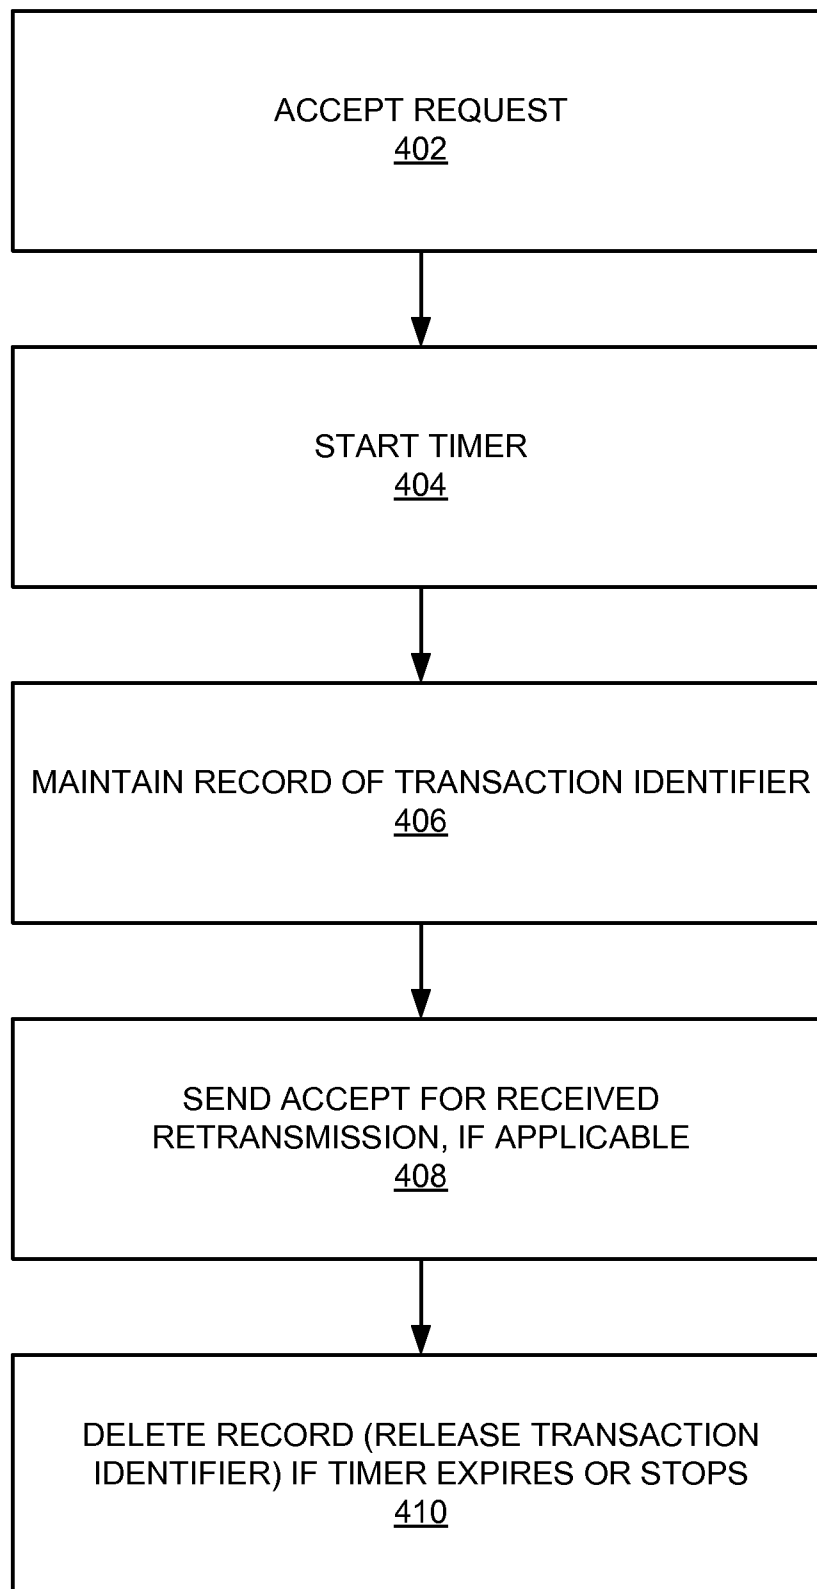 ACCEPT REQUEST
402
START TIMER
404
MAINTAIN RECORD OF TRANSACTION IDENTIFIER
406
SEND ACCEPT FOR RECEIVED
RETRANSMISSION, IF APPLICABLE
408
DELETE RECORD (RELEASE TRANSACTION
IDENTIFIER) IF TIMER EXPIRES OR STOPS
410